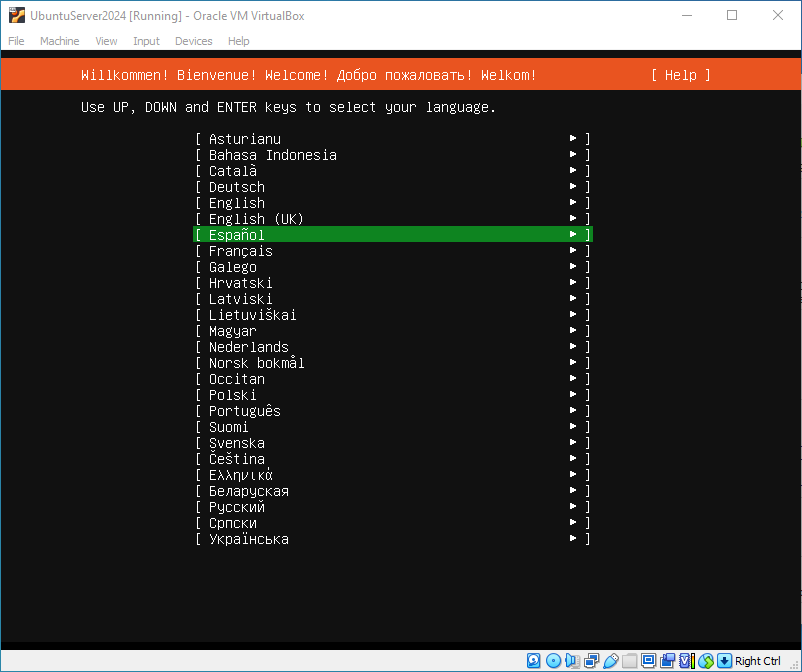 UbuntuServer2024 [Running] - Oracle VM VirtualBox
File Machine View Input Devices Help
Willkommen! Bienvenue! Welcome! Добро пожаловать! Welkom! [ Help ]
Use UP, DOWN and ENTER keys to select your language.
[ Asturianu ► ]
[ Bahasa Indonesia ► ]
[ Català ► ]
[ Deutsch ► ]
[ English ► ]
[ English (UK) ► ]
[ Español ► ]
[ Français ► ]
[ Galego ► ]
[ Hrvatski ► ]
[ Latviski ► ]
[ Lietuviškai ► ]
[ Magyar ► ]
[ Nederlands ► ]
[ Norsk bokmål ► ]
[ Occitan ► ]
[ Polski ► ]
[ Português ► ]
[ Suomi ► ]
[ Svenska ► ]
[ Čeština ► ]
[ Ελληνικά ► ]
[ Беларуская ► ]
[ Русский ► ]
[ Српски ► ]
[ Українська ► ]
Right Ctrl